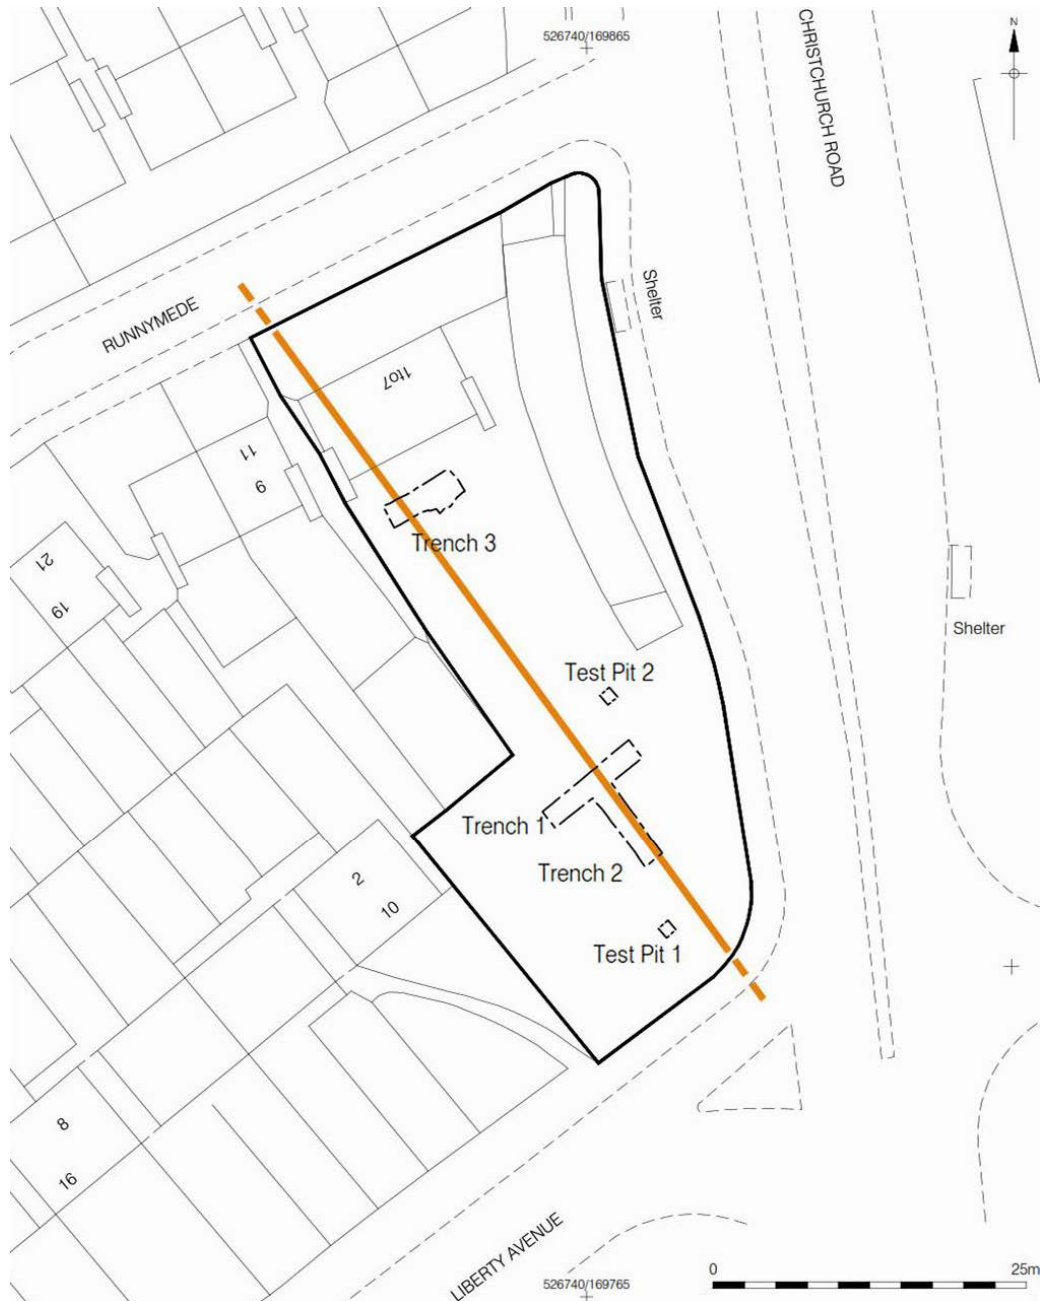 526740/169865
N
CHRISTCHURCH ROAD
Shelter
RUNNYMEDE
1to7
11
9
21
19
Trench 3
Shelter
Test Pit 2
Trench 1
Trench 2
2
10
Test Pit 1
8
16
LIBERTY AVENUE
526740/169765
0
25m